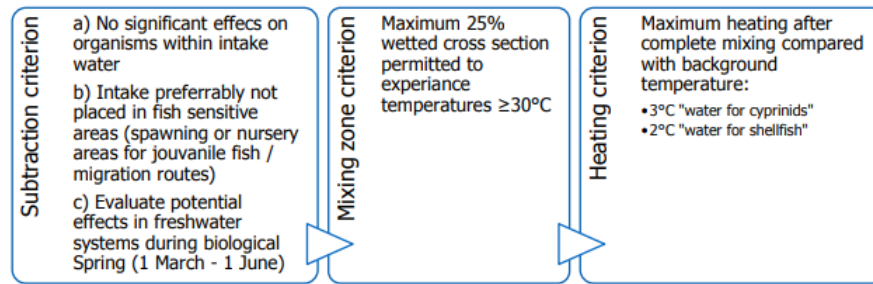 Subtraction criterion
a) No significant effecs on
organisms within intake
water
b) Intake preferrably not
placed in fish sensitive
areas (spawning or nursery
areas for jouvanile fish /
migration routes)
c) Evaluate potential
effects in freshwater
systems during biological
Spring (1 March - 1 June)
Mixing zone criterion
Maximum 25%
wetted cross section
permitted to
experiance
temperatures ≥30°C
Heating criterion
Maximum heating after
complete mixing compared
with background
temperature:
•3°C "water for cyprinids"
•2°C "water for shellfish"